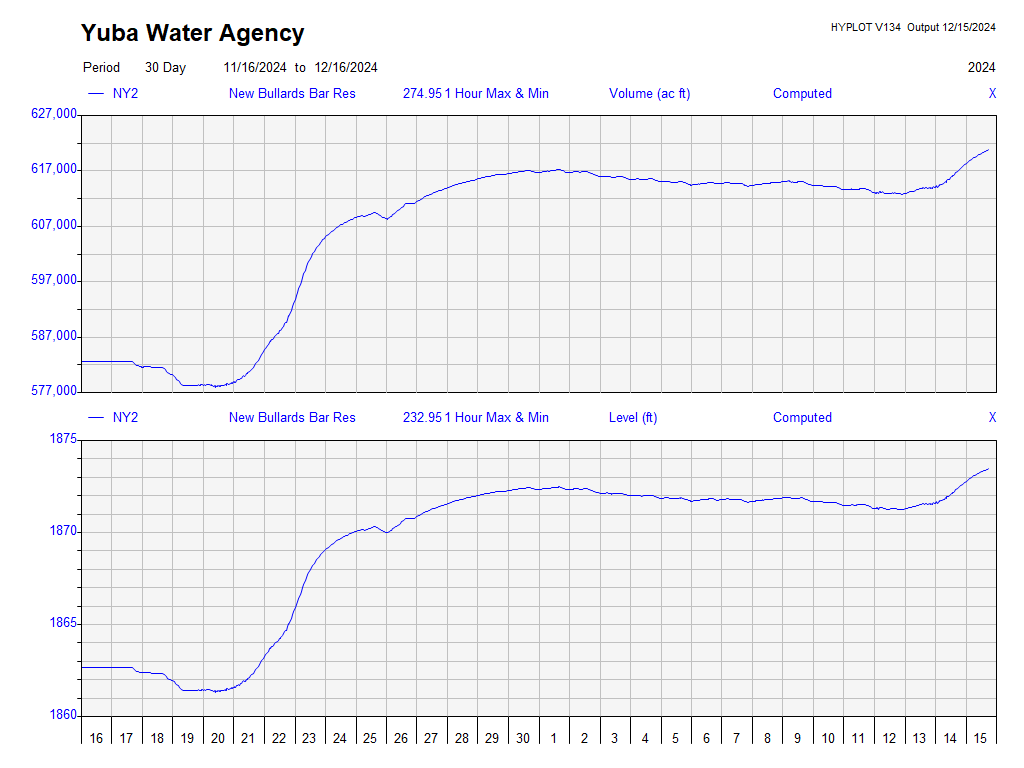 Yuba Water Agency
HYPLOT V134 Output 12/15/2024
Period 30 Day 11/16/2024 to 12/16/2024 2024
NY2 New Bullards Bar Res 274.95 1 Hour Max & Min Volume (ac ft) Computed X
627,000
617,000
607,000
597,000
587,000
577,000
NY2 New Bullards Bar Res 232.95 1 Hour Max & Min Level (ft) Computed X
1875
1870
1865
1860
16 17 18 19 20 21 22 23 24 25 26 27 28 29 30 1 2 3 4 5 6 7 8 9 10 11 12 13 14 15